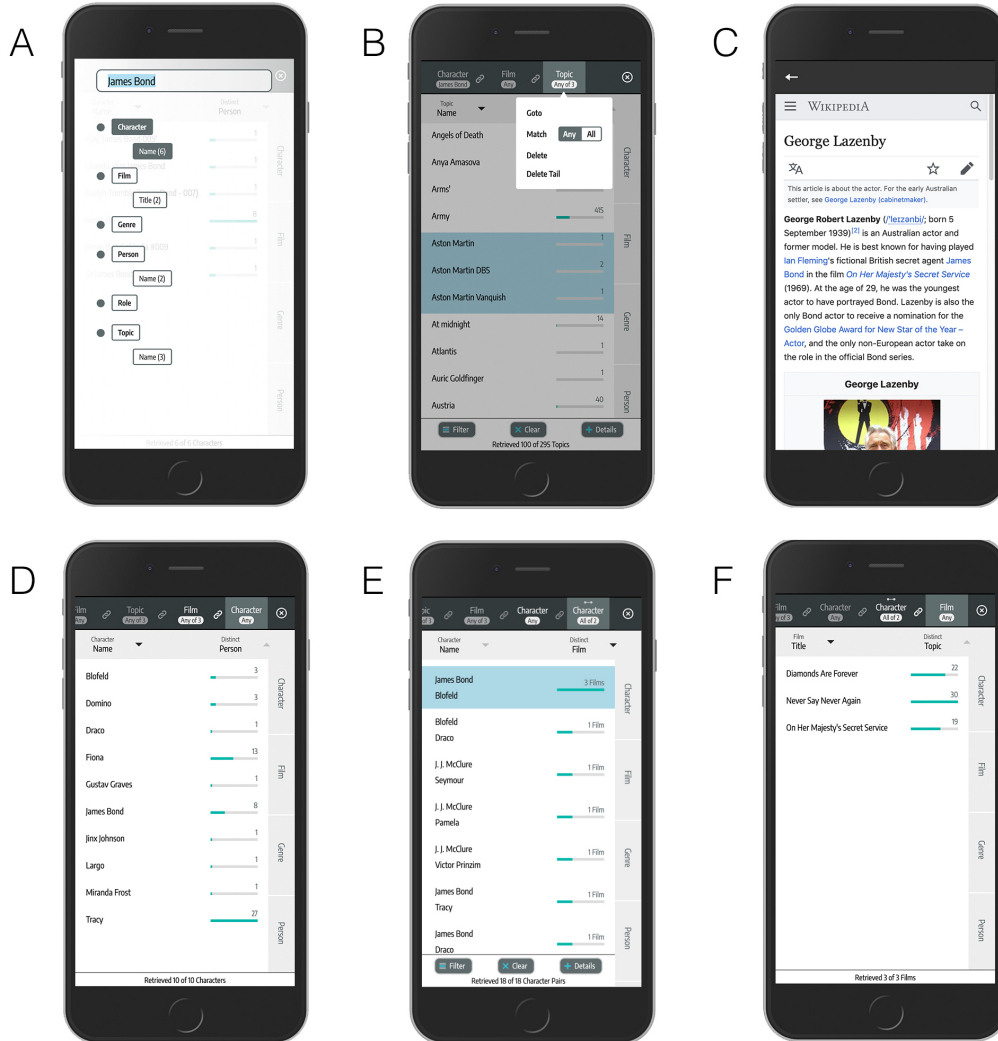 A
James Bond
Distinct
Person
Character
Name (6)
Film
Title (2)
Genre
Person
Name (2)
Role
Topic
Name (3)
1
1
1
8
1
1
Film
Genre
Person
Retrieved 6 of 6 Characters
B
Character
James Bond
Film
Any
Topic
Any of 3
Topic
Name
Goto
Match Any All
Delete
Delete Tail
Angels of Death
Anya Amasova
Arms'
Army 415
Aston Martin 1
Aston Martin DB5 2
Aston Martin Vanquish 1
At midnight 14
Atlantis 1
Auric Goldfinger 1
Austria 40
Character
Film
Genre
Person
Filter Clear Details
Retrieved 100 of 295 Topics
C
WIKIPEDIA
George Lazenby
This article is about the actor. For the early Australian
settler, see George Lazenby (cabinetmaker).
George Robert Lazenby (/ˈleɪzənbi/; born 5
September 1939)[2] is an Australian actor and
former model. He is best known for having played
Ian Fleming's fictional British secret agent James
Bond in the film On Her Majesty's Secret Service
(1969). At the age of 29, he was the youngest
actor to have portrayed Bond. Lazenby is also the
only Bond actor to receive a nomination for the
Golden Globe Award for New Star of the Year –
Actor, and the only non-European actor take on
the role in the official Bond series.
George Lazenby
D
ilm
Any
Topic
Any of 3
Film
Any of 3
Character
Any
Character
Name
Distinct
Person
Blofeld 3
Domino 3
Draco 1
Fiona 13
Gustav Graves 1
James Bond 8
Jinx Johnson 1
Largo 1
Miranda Frost 1
Tracy 27
Character
Film
Genre
Person
Retrieved 10 of 10 Characters
E
pic
y of 3
Film
Any of 3
Character
Any
Character
All of 2
Character
Name
Distinct
Film
James Bond
Blofeld
3 Films
Blofeld
Draco
1 Film
J. J. McClure
Seymour
1 Film
J. J. McClure
Pamela
1 Film
J. J. McClure
Victor Prinzim
1 Film
James Bond
Tracy
1 Film
James Bond
Draco
1 Film
Character
Film
Genre
Person
Filter Clear Details
Retrieved 18 of 18 Character Pairs
F
Film
y of 3
Character
Any
Character
All of 2
Film
Any
Film
Title
Distinct
Topic
Diamonds Are Forever 22
Never Say Never Again 30
On Her Majesty's Secret Service 19
Character
Film
Genre
Person
Retrieved 3 of 3 Films